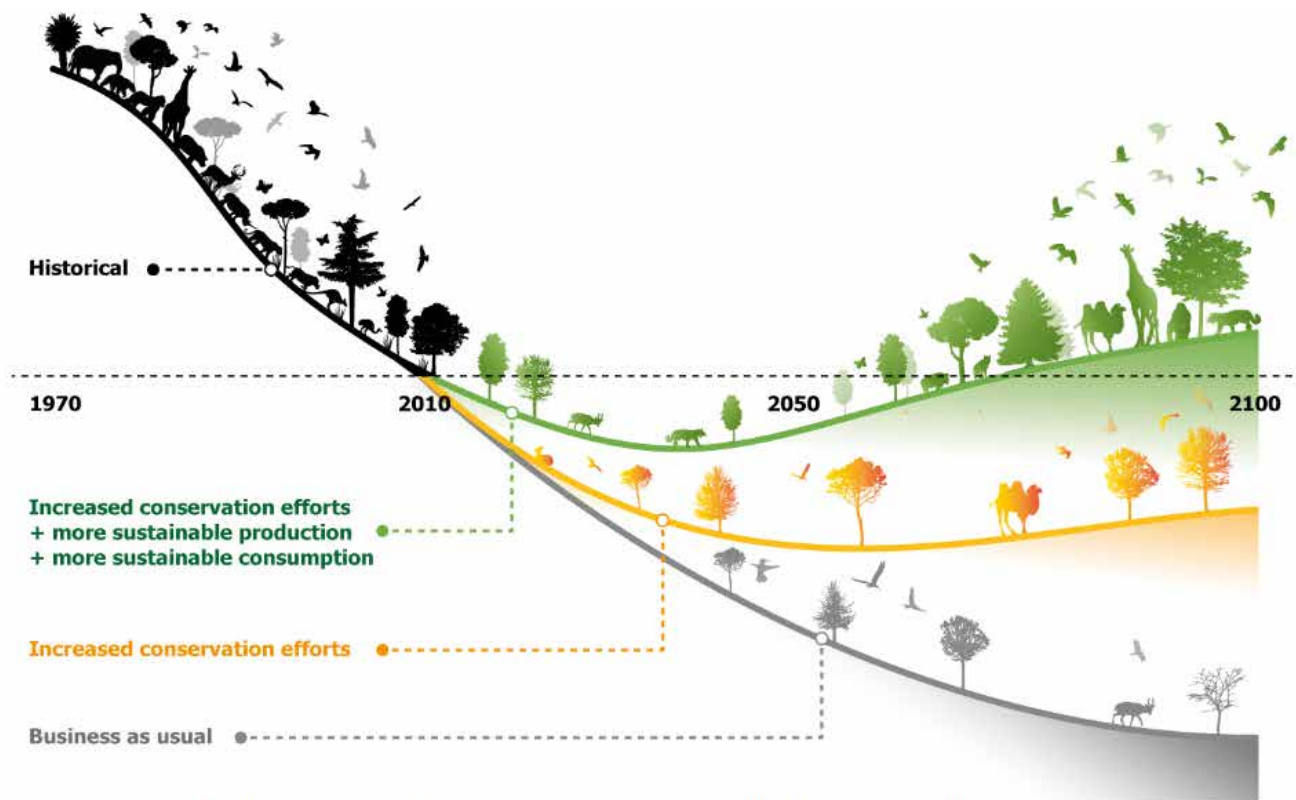 Historical
1970 2010 2050 2100
Increased conservation efforts
+ more sustainable production
+ more sustainable consumption
Increased conservation efforts
Business as usual